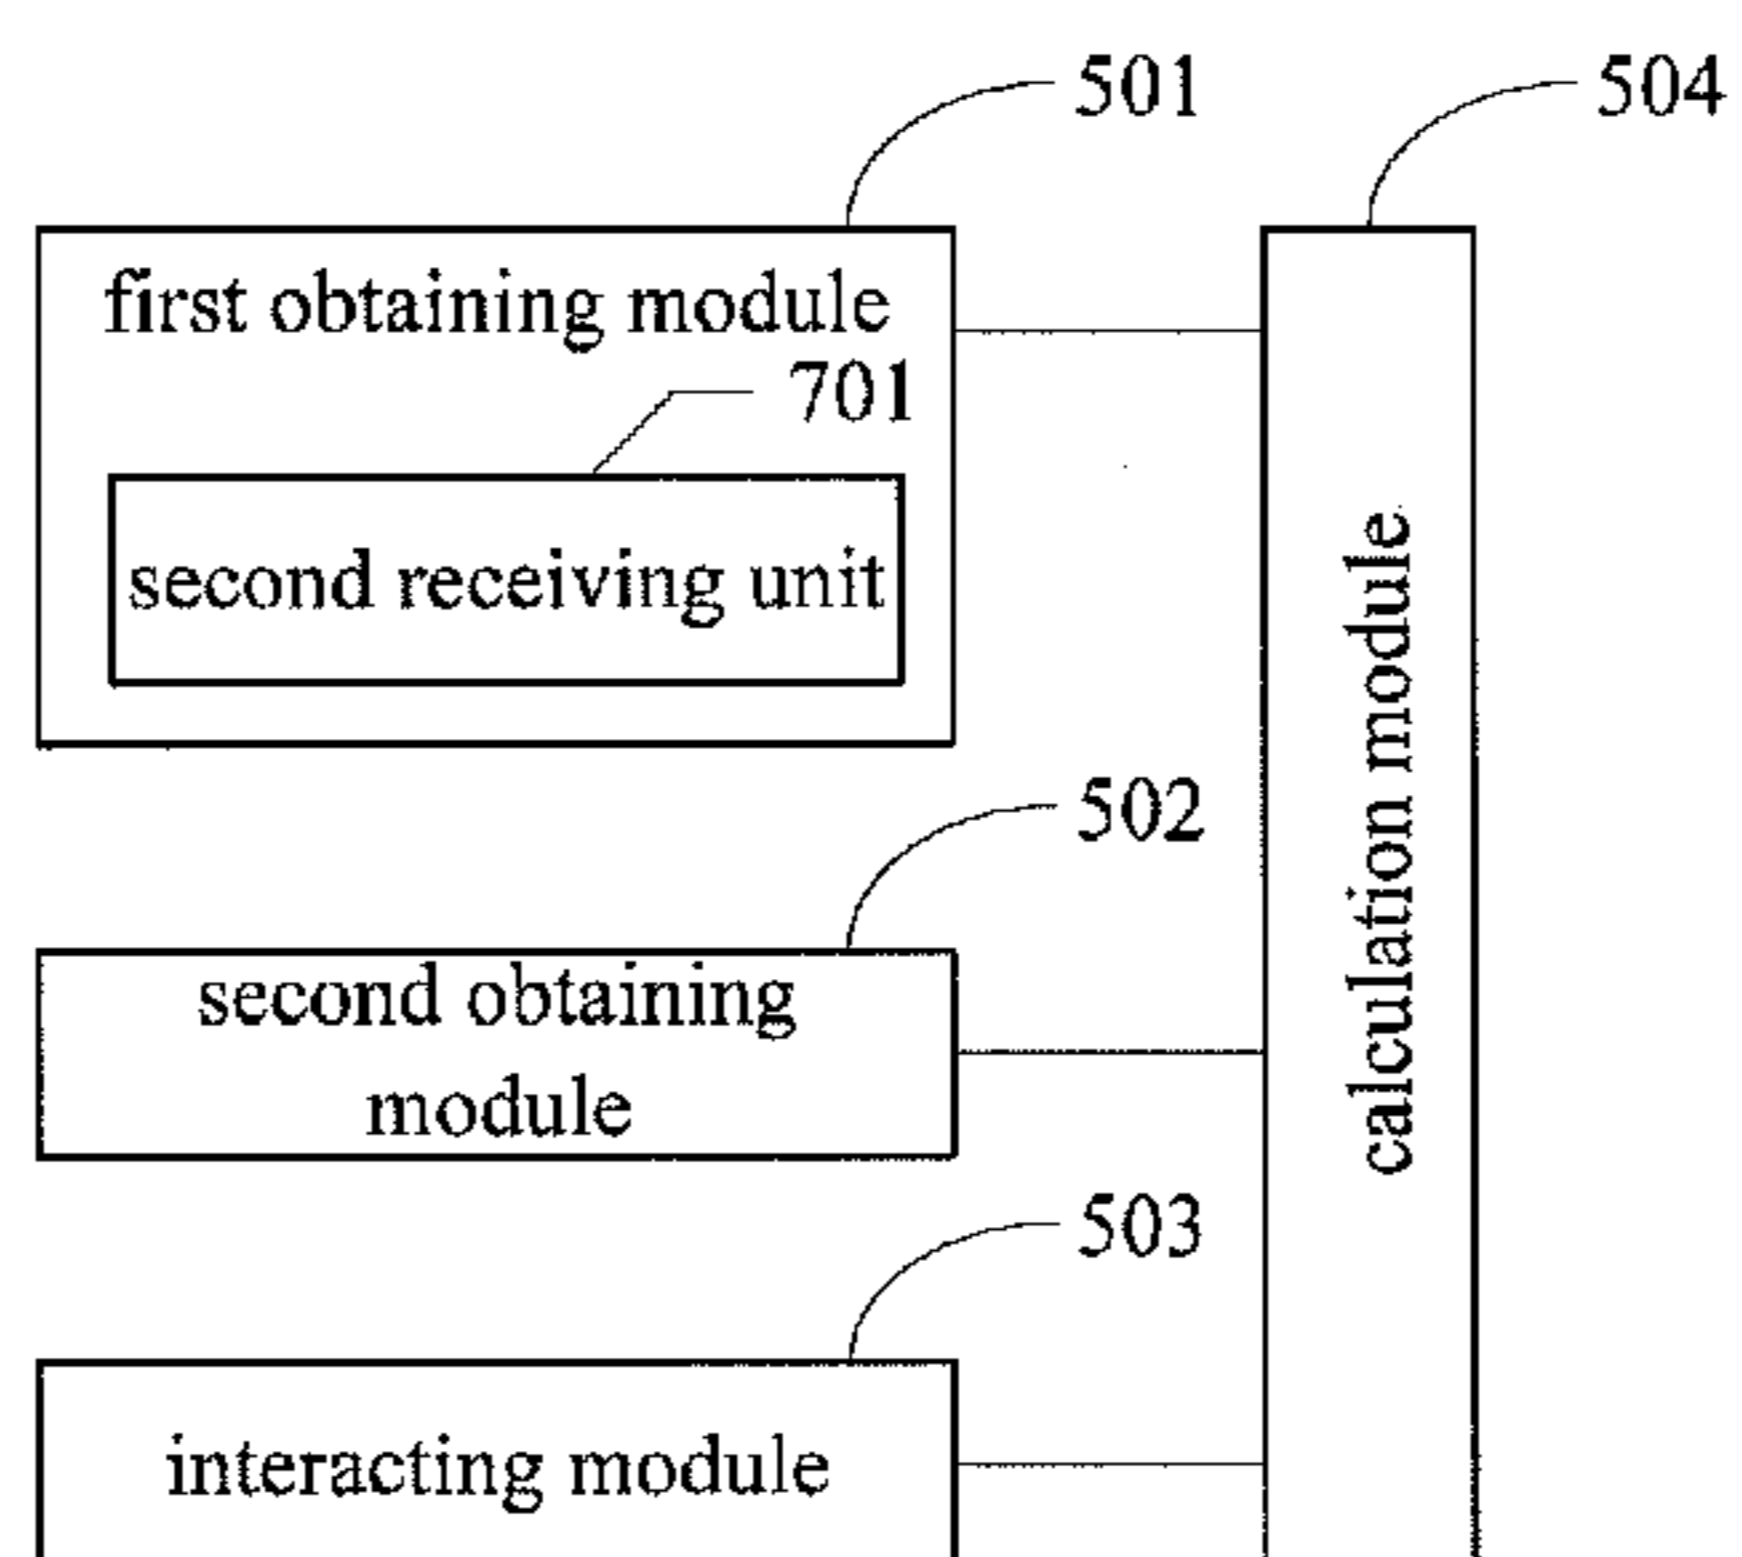 501
504
first obtaining module
701
second receiving unit
502
second obtaining
module
503
interacting module
calculation module